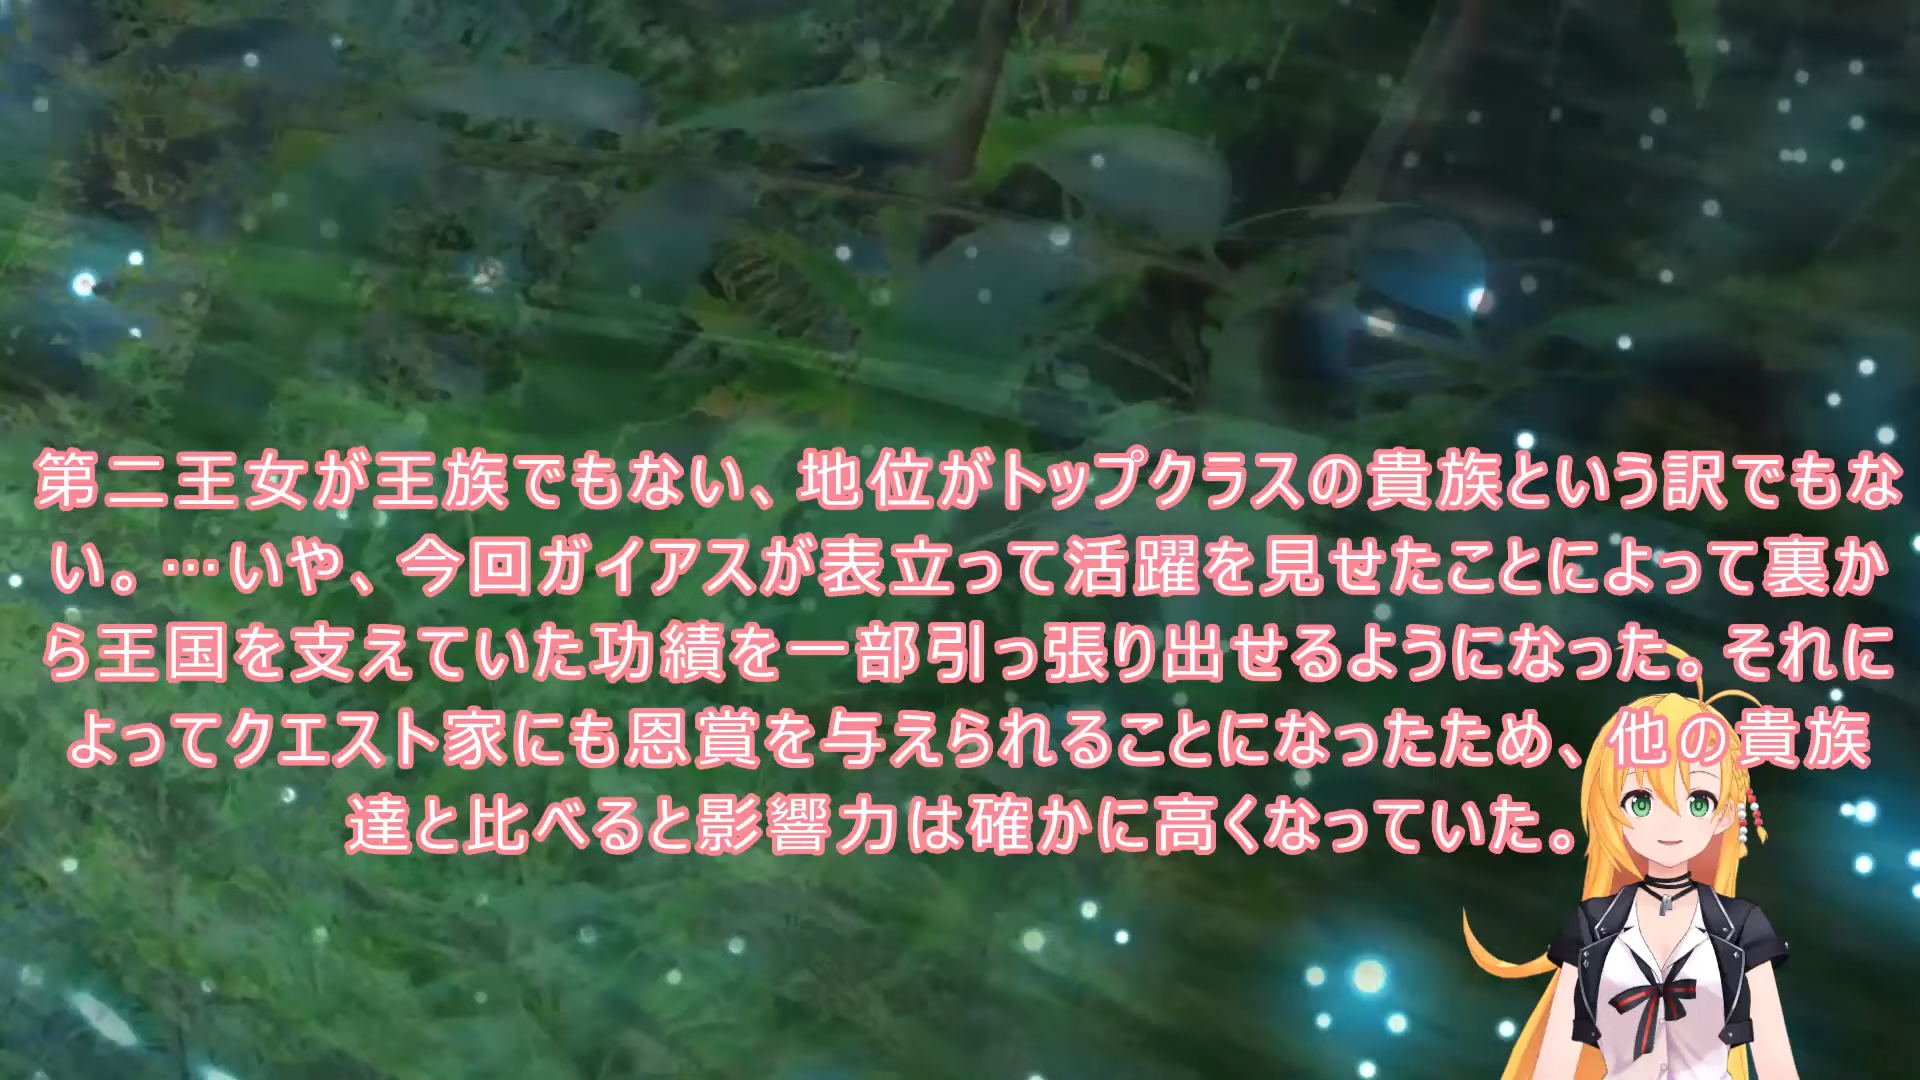 第二王女が王族でもない、地位がトップクラスの貴族という訳でもな
い。…いや、今回ガイアスが表立って活躍を見せたことによって裏か
ら王国を支えていた功績を一部引っ張り出せるようになった。それに
よってクエスト家にも恩賞を与えられることになったため、他の貴族
達と比べると影響力は確かに高くなっていた。